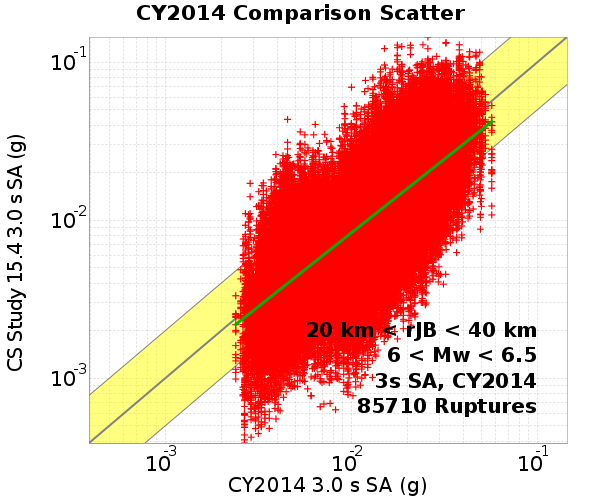 CY2014 Comparison Scatter
10-1
10-2
10-3
CS Study 15.4 3.0 s SA (g)
20 km < rJB < 40 km
6 < Mw < 6.5
3s SA, CY2014
85710 Ruptures
10-3 10-2 10-1
CY2014 3.0 s SA (g)